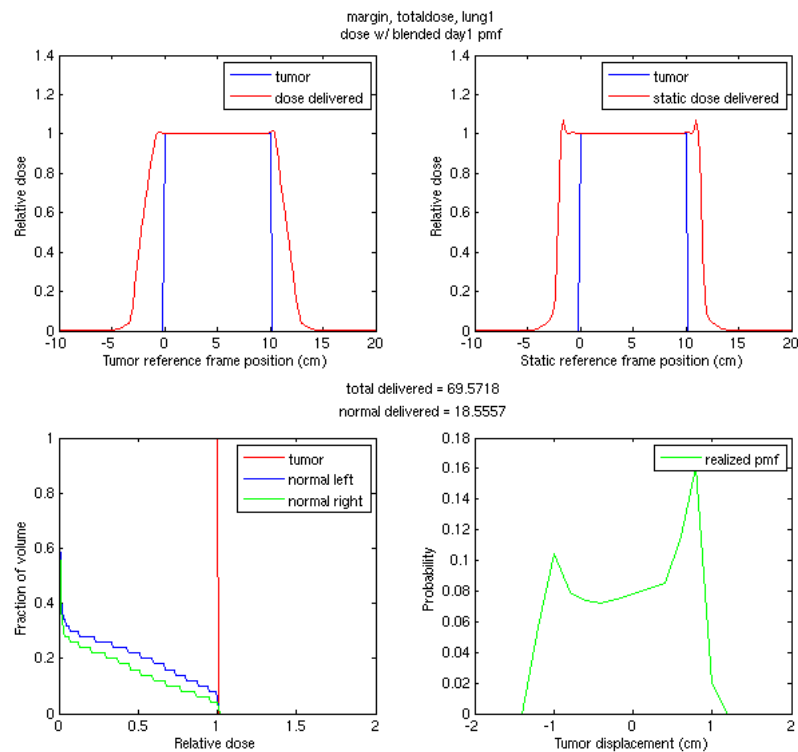 margin, totaldose, lung1
dose w/ blended day1 pmf
1.4
1.2
1
0.8
0.6
0.4
0.2
0
-10
-5
0
5
10
15
20
Relative dose
Tumor reference frame position (cm)
tumor
dose delivered
1.4
1.2
1
0.8
0.6
0.4
0.2
0
-10
-5
0
5
10
15
20
Relative dose
Static reference frame position (cm)
tumor
static dose delivered
total delivered = 69.5718
normal delivered = 18.5557
1
0.8
0.6
0.4
0.2
0
0
0.5
1
1.5
2
Fraction of volume
Relative dose
tumor
normal left
normal right
0.18
0.16
0.14
0.12
0.1
0.08
0.06
0.04
0.02
0
-2
-1
0
1
2
Probability
Tumor displacement (cm)
realized pmf